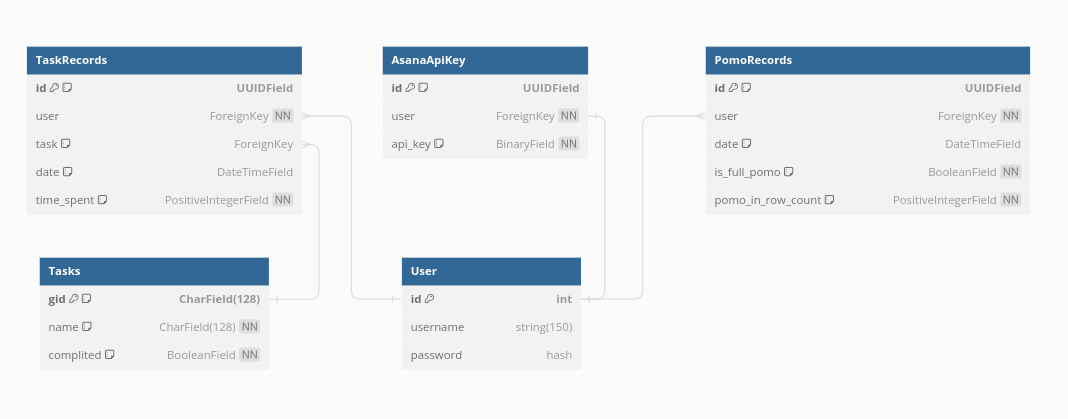 TaskRecords
id UUIDField
user ForeignKey NN
task ForeignKey
date DateTimeField
time_spent PositiveIntegerField NN
AsanaApiKey
id UUIDField
user ForeignKey NN
api_key BinaryField NN
PomoRecords
id UUIDField
user ForeignKey NN
date DateTimeField
is_full_pomo BooleanField NN
pomo_in_row_count PositiveIntegerField NN
Tasks
gid CharField(128)
name CharField(128) NN
complited BooleanField NN
User
id int
username string(150)
password hash